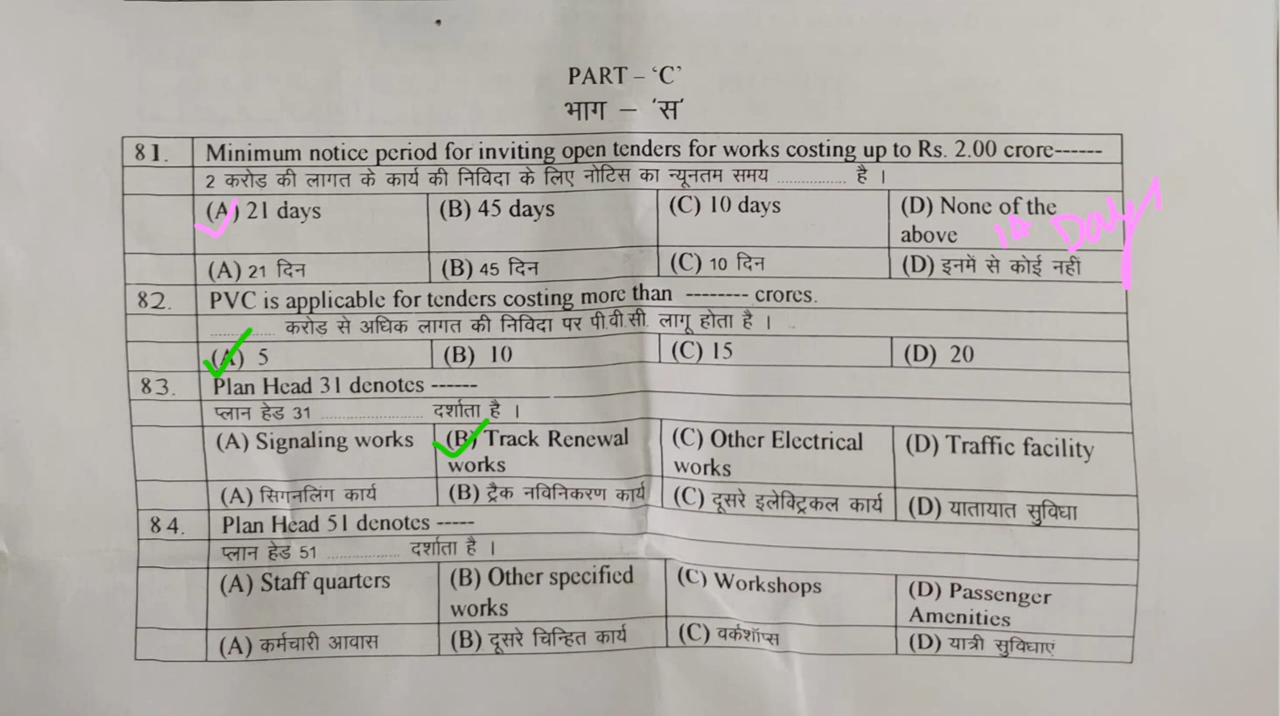 PART – ‘C’
भाग – 'स'
81. Minimum notice period for inviting open tenders for works costing up to Rs. 2.00 crore------
2 करोड़ की लागत के कार्य की निविदा के लिए नोटिस का न्यूनतम समय ............... है ।
(A) 21 days (B) 45 days (C) 10 days (D) None of the above
14 Days
(A) 21 दिन (B) 45 दिन (C) 10 दिन (D) इनमें से कोई नहीं
82. PVC is applicable for tenders costing more than -------- crores.
............... करोड़ से अधिक लागत की निविदा पर पी.वी.सी. लागू होता है ।
(A) 5 (B) 10 (C) 15 (D) 20
83. Plan Head 31 denotes ------
प्लान हेड 31 ...................... दर्शाता है ।
(A) Signaling works (B) Track Renewal works (C) Other Electrical works (D) Traffic facility
(A) सिगनलिंग कार्य (B) ट्रैक नविनिकरण कार्य (C) दूसरे इलेक्ट्रिकल कार्य (D) यातायात सुविधा
84. Plan Head 51 denotes -----
प्लान हेड 51 ................ दर्शाता है ।
(A) Staff quarters (B) Other specified works (C) Workshops (D) Passenger Amenities
(A) कर्मचारी आवास (B) दूसरे चिन्हित कार्य (C) वर्कशॉप्स (D) यात्री सुविधाएं